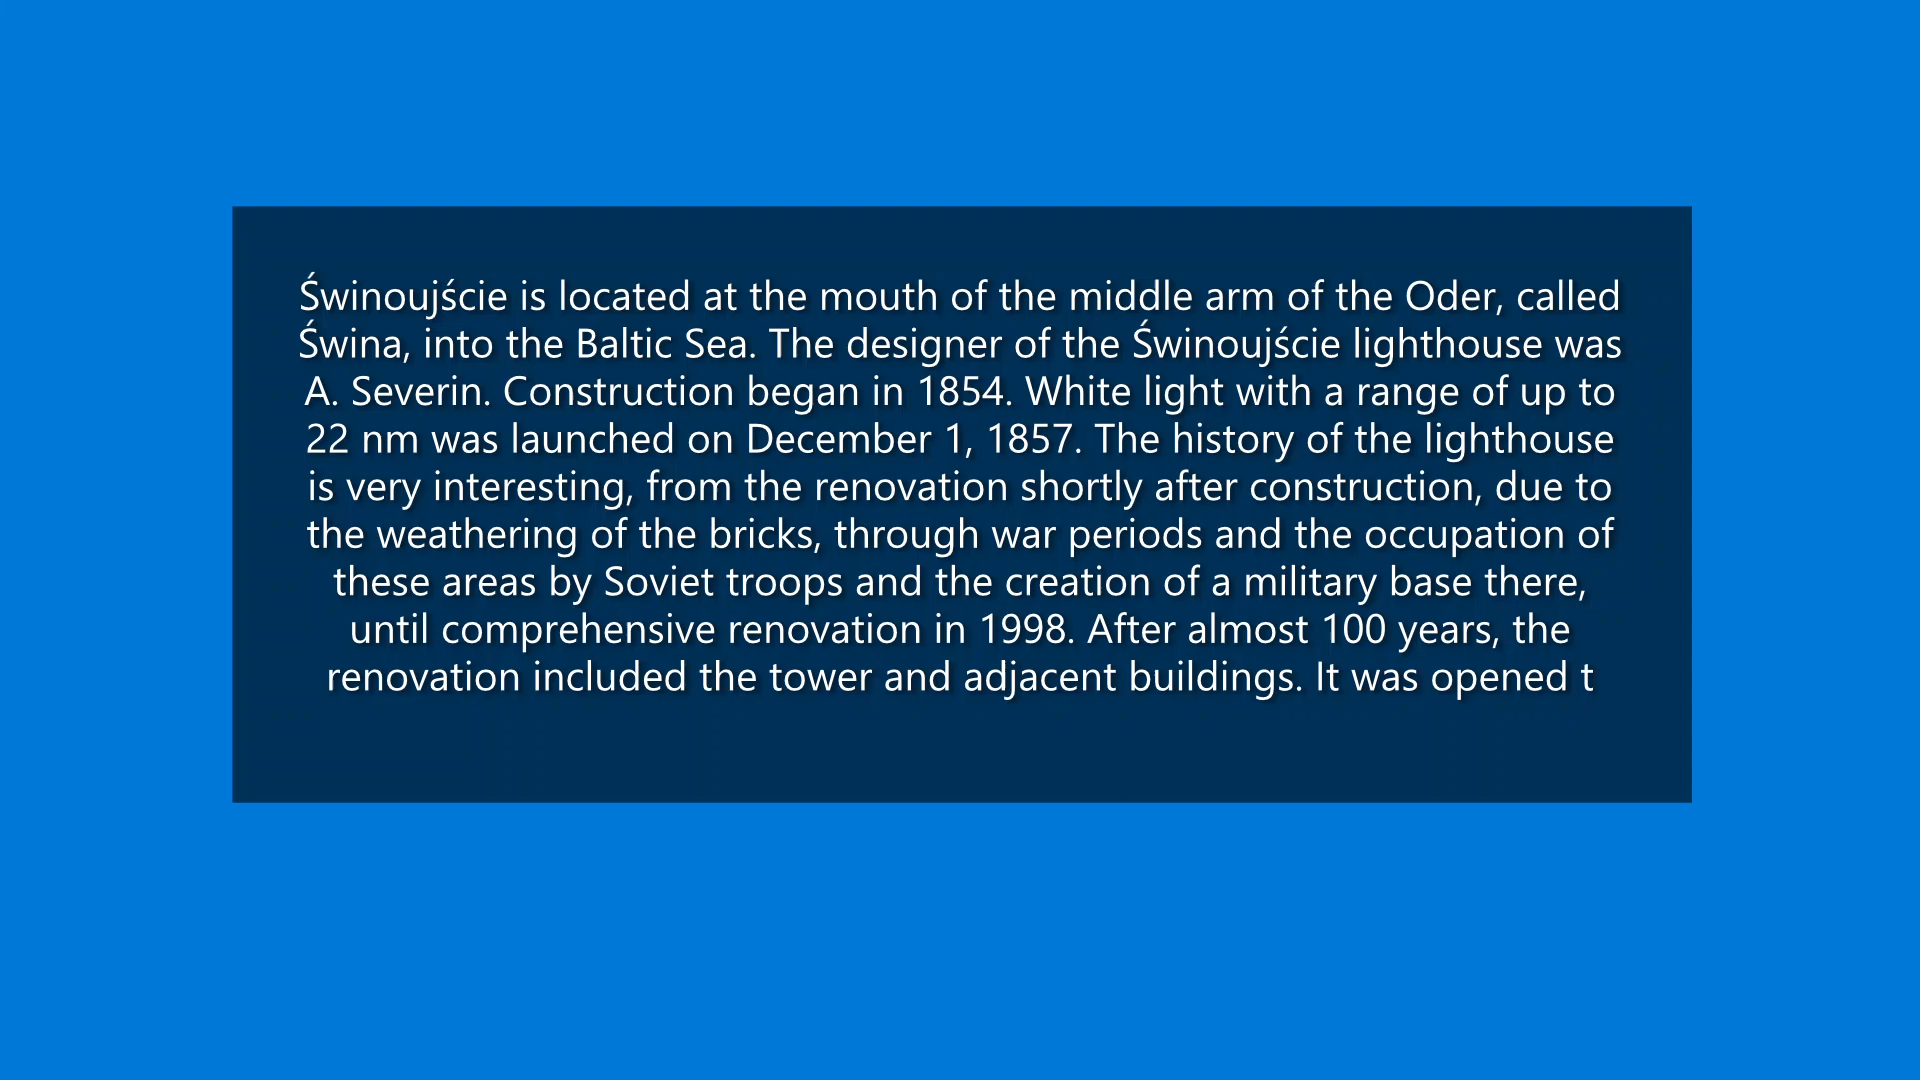 Świnoujście is located at the mouth of the middle arm of the Oder, called
Świna, into the Baltic Sea. The designer of the Świnoujście lighthouse was
A. Severin. Construction began in 1854. White light with a range of up to
22 nm was launched on December 1, 1857. The history of the lighthouse
is very interesting, from the renovation shortly after construction, due to
the weathering of the bricks, through war periods and the occupation of
these areas by Soviet troops and the creation of a military base there,
until comprehensive renovation in 1998. After almost 100 years, the
renovation included the tower and adjacent buildings. It was opened t